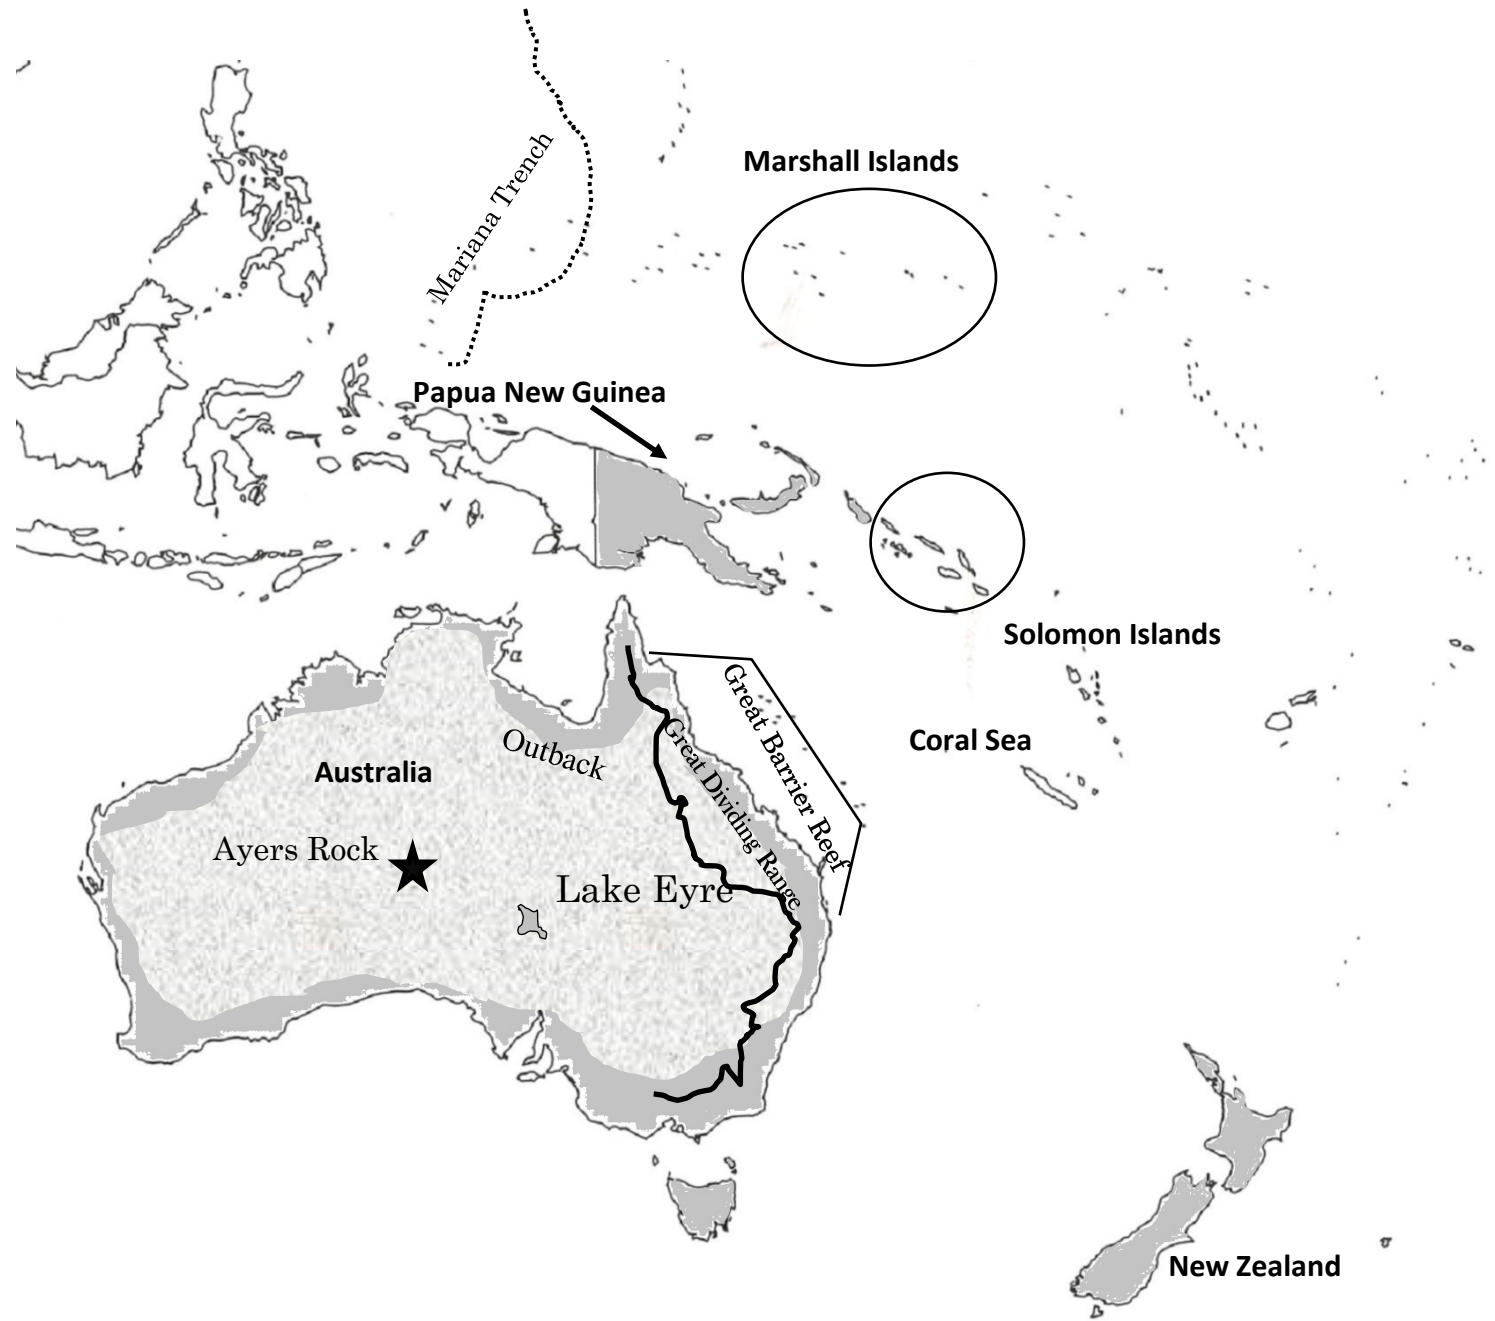 Mariana Trench
Marshall Islands
Papua New Guinea
Solomon Islands
Great Barrier Reef
Coral Sea
Outback
Great Dividing Range
Australia
Ayers Rock
Lake Eyre
New Zealand